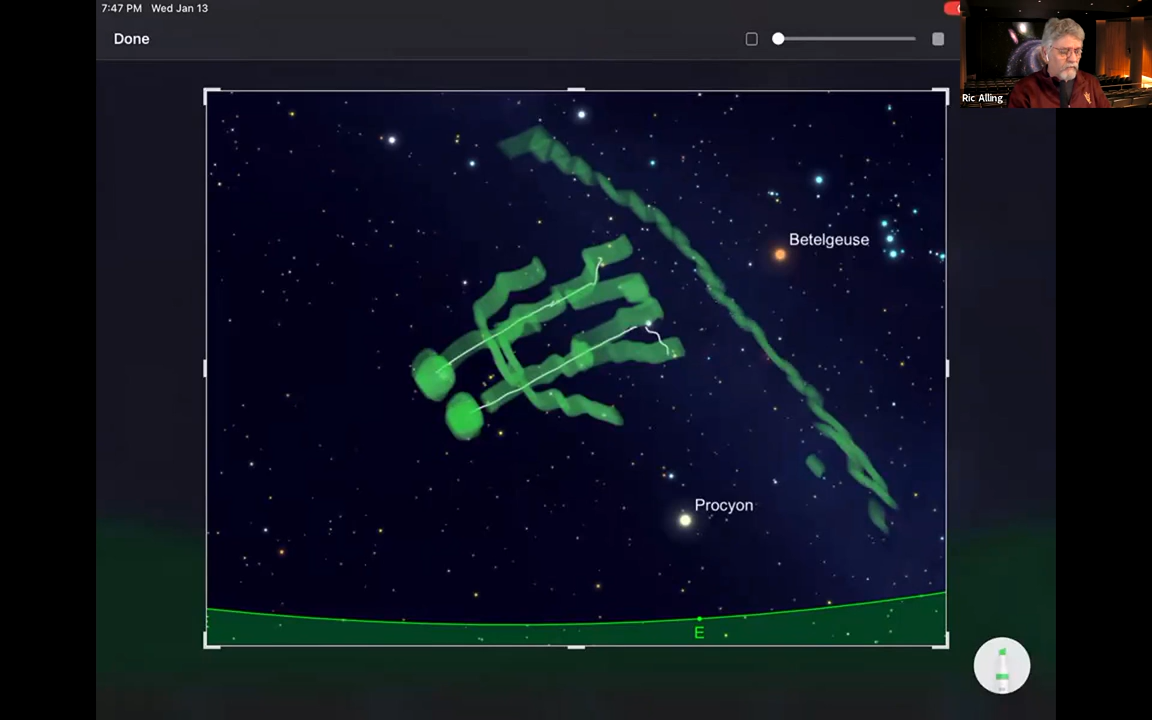 7:47 PM Wed Jan 13
Done
Ric Alling
Betelgeuse
Procyon
E